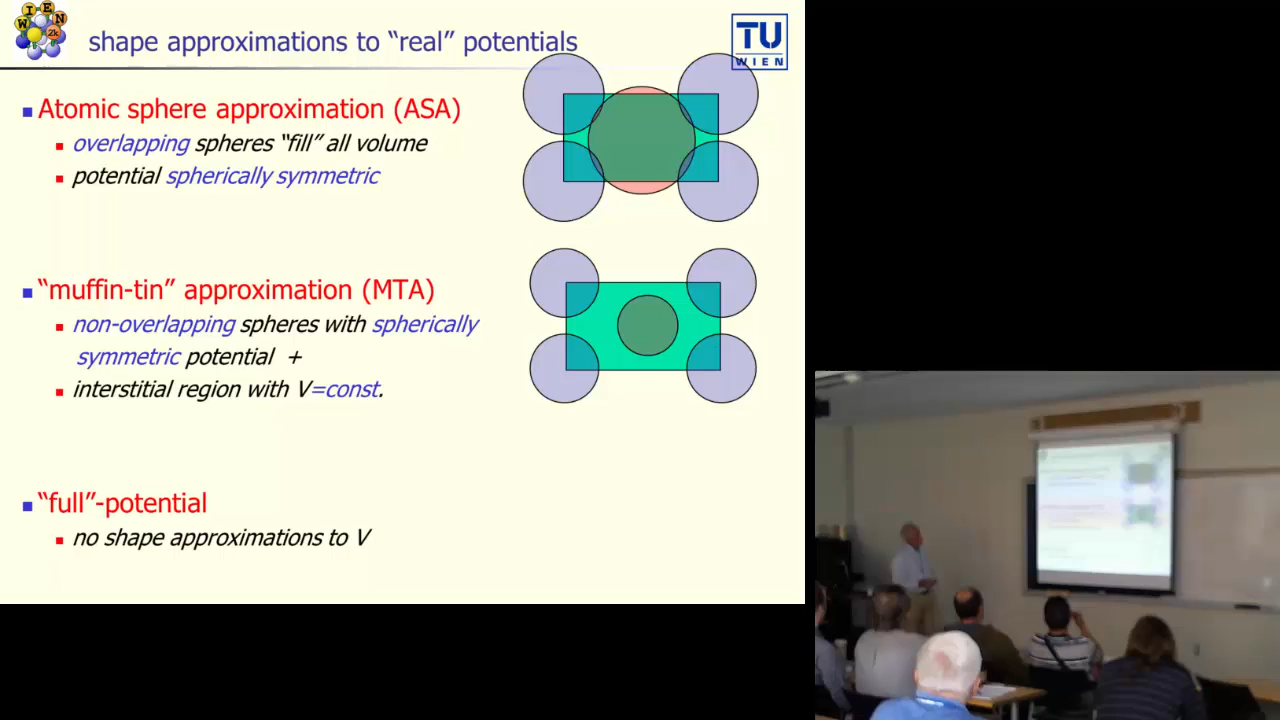 WIEN 2k
shape approximations to “real” potentials
TU
WIEN
Atomic sphere approximation (ASA)
overlapping spheres “fill” all volume
potential spherically symmetric
“muffin-tin” approximation (MTA)
non-overlapping spheres with spherically
symmetric potential +
interstitial region with V=const.
“full”-potential
no shape approximations to V